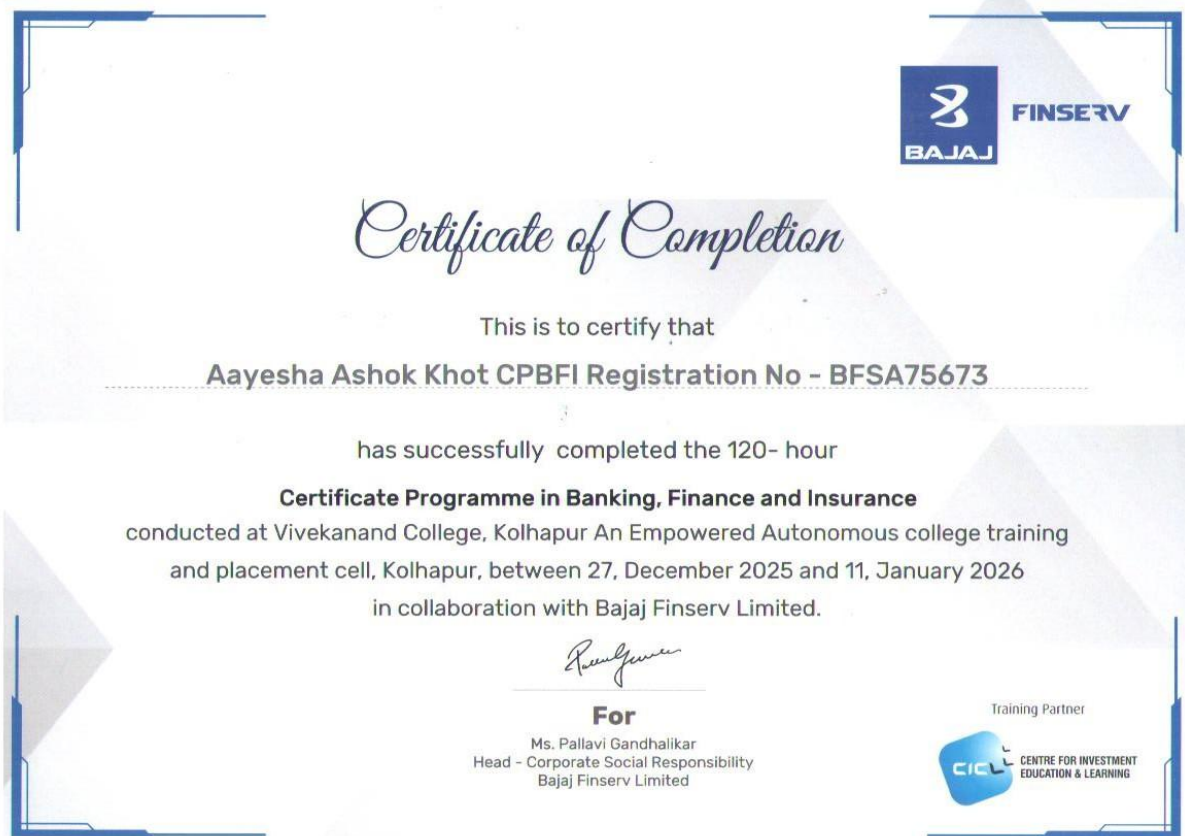 BAJAJ
FINSERV
Certificate of Completion
This is to certify that
Aayesha Ashok Khot CPBFI Registration No - BFSA75673
has successfully completed the 120- hour
Certificate Programme in Banking, Finance and Insurance
conducted at Vivekanand College, Kolhapur An Empowered Autonomous college training
and placement cell, Kolhapur, between 27, December 2025 and 11, January 2026
in collaboration with Bajaj Finserv Limited.
For
Ms. Pallavi Gandhalikar
Head - Corporate Social Responsibility
Bajaj Finserv Limited
Training Partner
CICL
CENTRE FOR INVESTMENT
EDUCATION & LEARNING